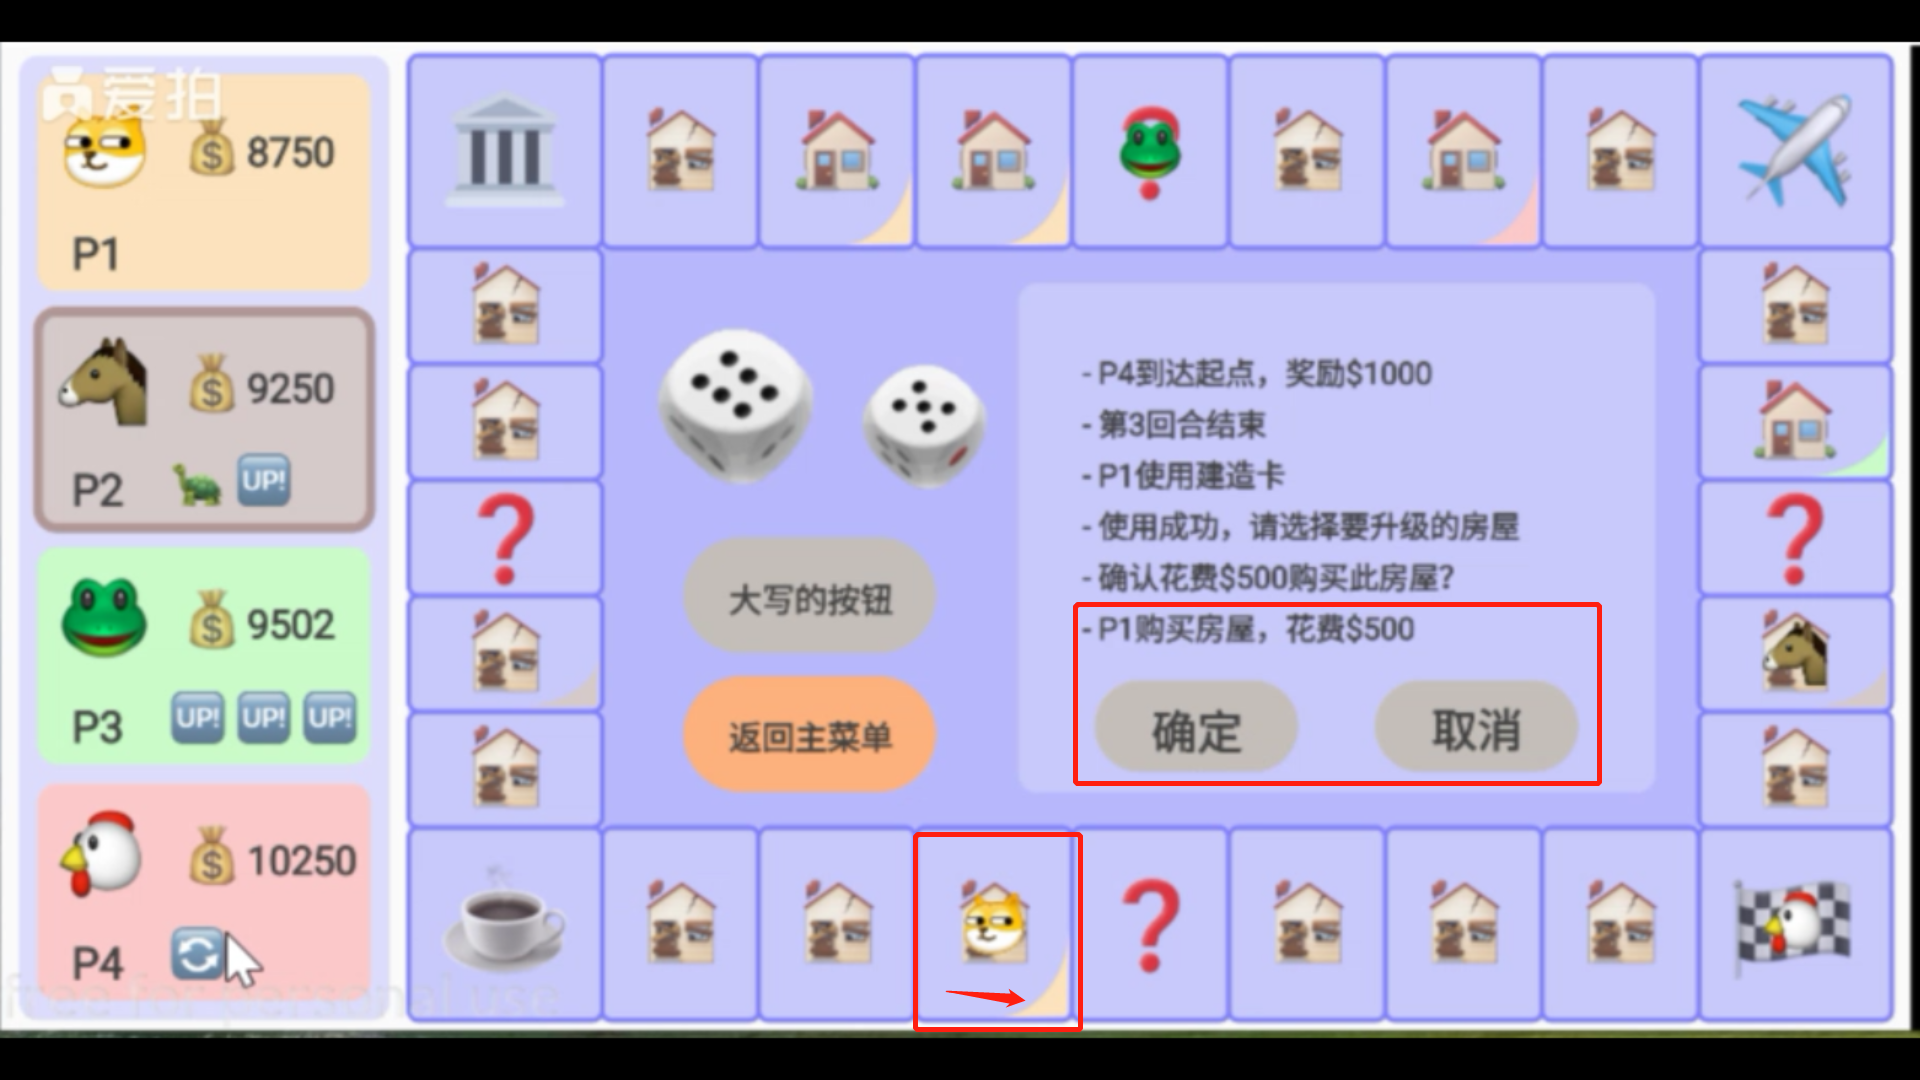 爱拍
8750
P1
9250
P2
UP!
9502
P3
UP! UP! UP!
10250
P4
free for personal use
大写的按钮
返回主菜单
- P4到达起点，奖励$1000
- 第3回合结束
- P1使用建造卡
- 使用成功，请选择要升级的房屋
- 确认花费$500购买此房屋?
- P1购买房屋，花费$500
确定
取消